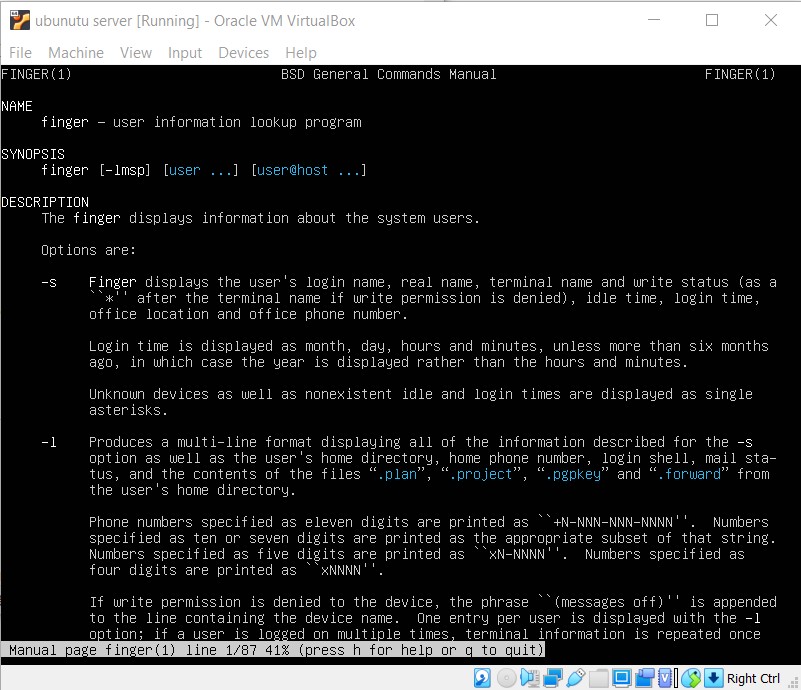 ubunutu server [Running] - Oracle VM VirtualBox
File Machine View Input Devices Help
FINGER(1) BSD General Commands Manual FINGER(1)
NAME
finger – user information lookup program
SYNOPSIS
finger [-lmsp] [user ...] [user@host ...]
DESCRIPTION
The finger displays information about the system users.
Options are:
-s Finger displays the user's login name, real name, terminal name and write status (as a
``*'' after the terminal name if write permission is denied), idle time, login time,
office location and office phone number.
Login time is displayed as month, day, hours and minutes, unless more than six months
ago, in which case the year is displayed rather than the hours and minutes.
Unknown devices as well as nonexistent idle and login times are displayed as single
asterisks.
-l Produces a multi-line format displaying all of the information described for the -s
option as well as the user's home directory, home phone number, login shell, mail sta-
tus, and the contents of the files “.plan”, “.project”, “.pgpkey” and “.forward” from
the user's home directory.
Phone numbers specified as eleven digits are printed as ``+N-NNN-NNN-NNNN''. Numbers
specified as ten or seven digits are printed as the appropriate subset of that string.
Numbers specified as five digits are printed as ``xN-NNNN''. Numbers specified as
four digits are printed as ``xNNNN''.
If write permission is denied to the device, the phrase ``(messages off)'' is appended
to the line containing the device name. One entry per user is displayed with the -l
option; if a user is logged on multiple times, terminal information is repeated once
Manual page finger(1) line 1/87 41% (press h for help or q to quit)
Right Ctrl